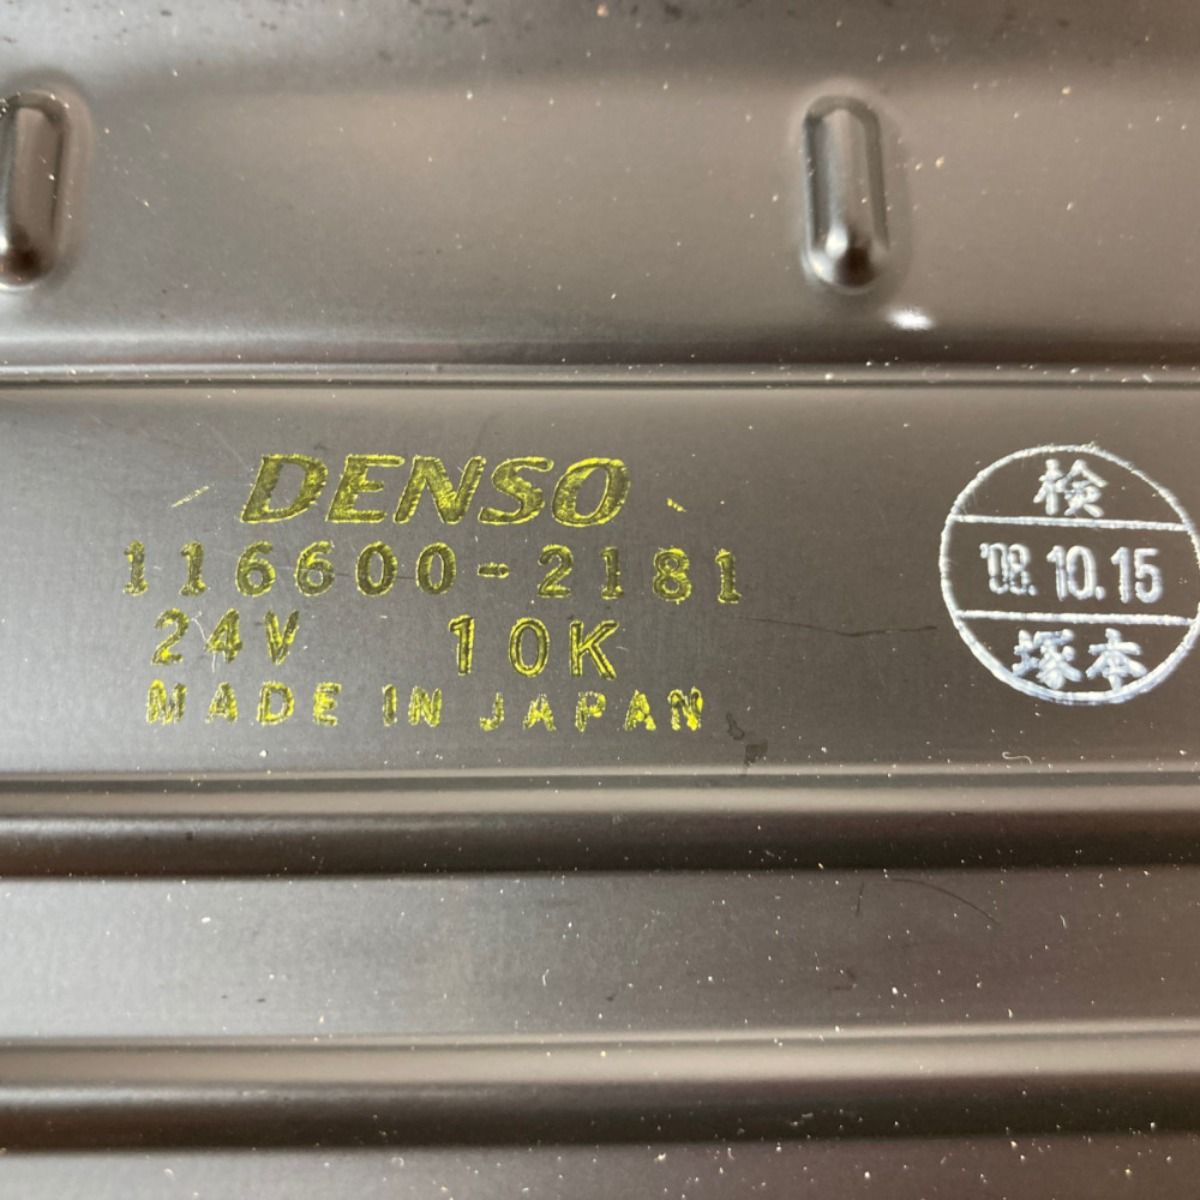 DENSO
116600-2181
24V 10K
MADE IN JAPAN
検
'08.10.15
塚本